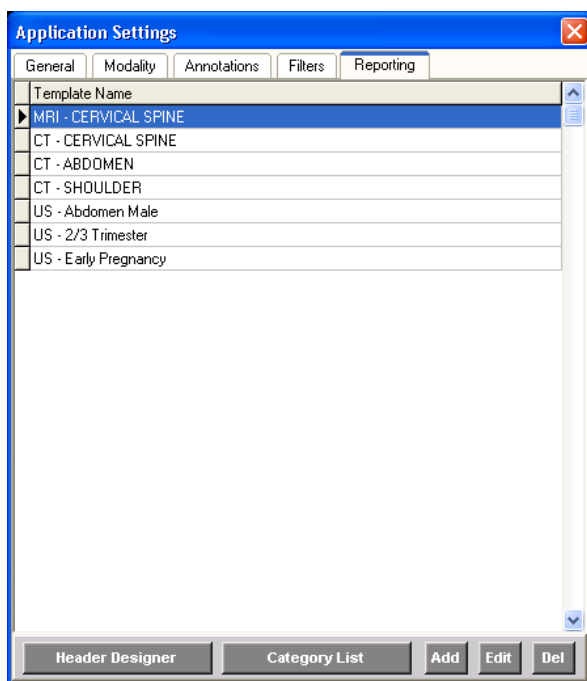 Application Settings
General Modality Annotations Filters Reporting
Template Name
MRI - CERVICAL SPINE
CT - CERVICAL SPINE
CT - ABDOMEN
CT - SHOULDER
US - Abdomen Male
US - 2/3 Trimester
US - Early Pregnancy
Header Designer Category List Add Edit Del